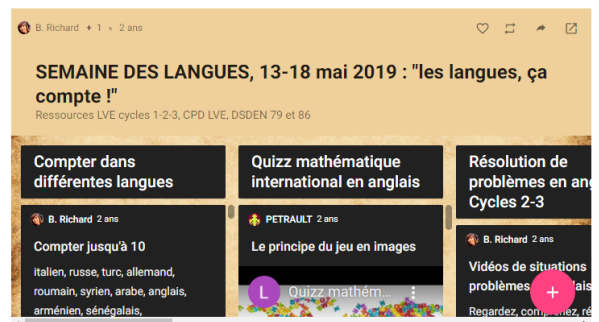 B. Richard + 1 • 2 ans
SEMAINE DES LANGUES, 13-18 mai 2019 : "les langues, ça
compte !"
Ressources LVE cycles 1-2-3, CPD LVE, DSDEN 79 et 86
Compter dans
différentes langues
B. Richard 2 ans
Compter jusqu'à 10
italien, russe, turc, allemand,
roumain, syrien, arabe, anglais,
arménien, sénégalais,
Quizz mathématique
international en anglais
PETRAULT 2 ans
Le principe du jeu en images
L
Quizz mathém...
Résolution de
problèmes en ang
Cycles 2-3
B. Richard 2 ans
Vidéos de situations
Regardez,